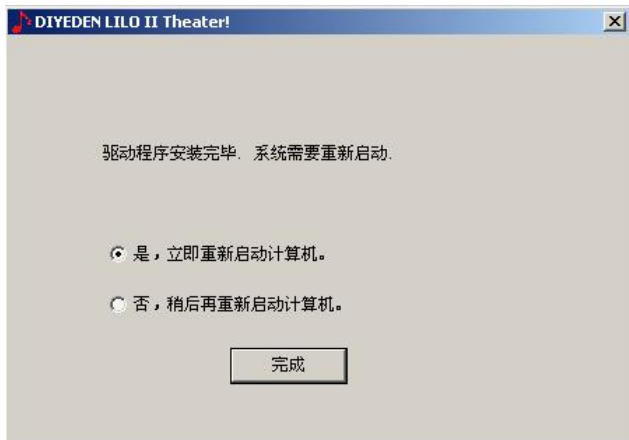 DIYEDEN LILO II Theater!
驱动程序安装完毕. 系统需要重新启动.
是，立即重新启动计算机。
否，稍后再重新启动计算机。
完成